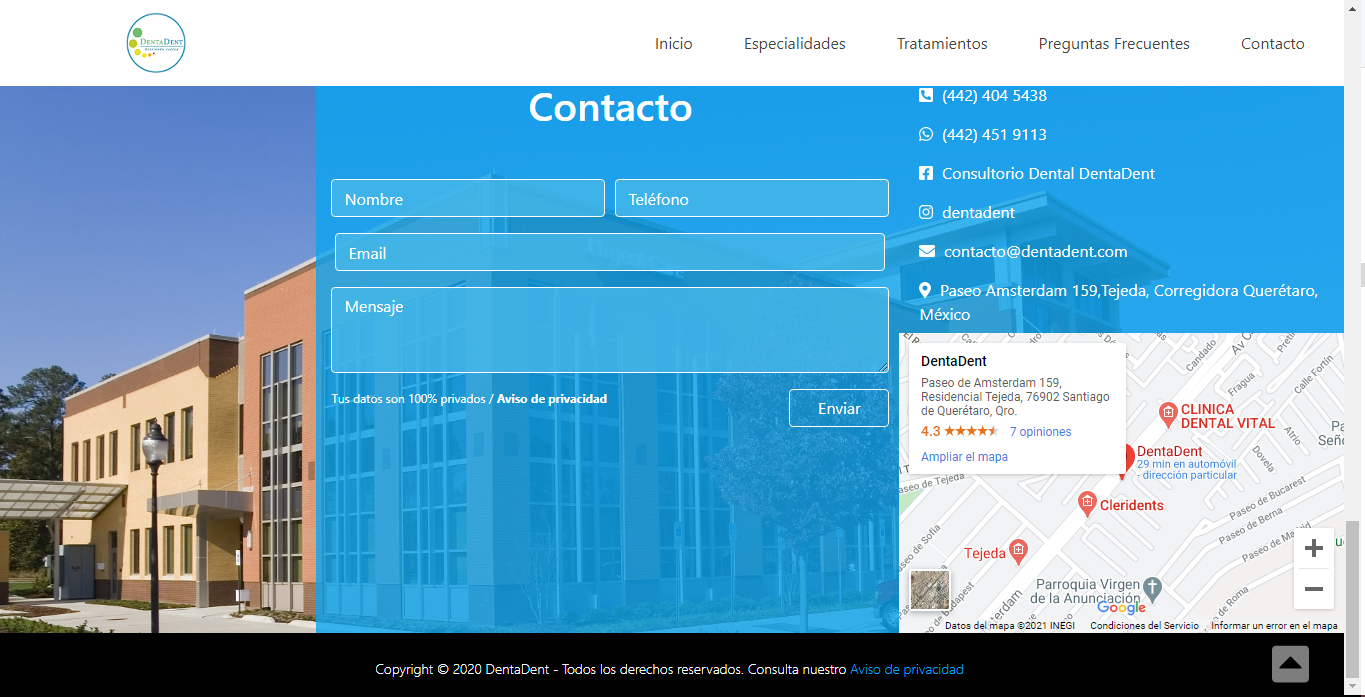 DENTADENT
Inicio
Especialidades
Tratamientos
Preguntas Frecuentes
Contacto
Contacto
Nombre
Teléfono
Email
Mensaje
Tus datos son 100% privados / Aviso de privacidad
Enviar
(442) 404 5438
(442) 451 9113
Consultorio Dental DentaDent
dentadent
contacto@dentadent.com
Paseo Amsterdam 159,Tejeda, Corregidora Querétaro,
México
DentaDent
Paseo de Amsterdam 159,
Residencial Tejeda, 76902 Santiago
de Querétaro, Qro.
4.3
7 opiniones
Ampliar el mapa
Candado
Av
Fragua
Calle Fortín
CLINICA
DENTAL VITAL
Atrio
Dovela
DentaDent
29 min en automóvil
- dirección particular
Paseo de Tejeda
Paseo de Bucarest
Paseo de Berna
Cleridents
Paseo de Sofia
Tejeda
Parroquia Virgen
de la Anunciación
de Roma
Google
Datos del mapa ©2021 INEGI
Condiciones del Servicio
Informar un error en el mapa
Copyright © 2020 DentaDent - Todos los derechos reservados. Consulta nuestro Aviso de privacidad